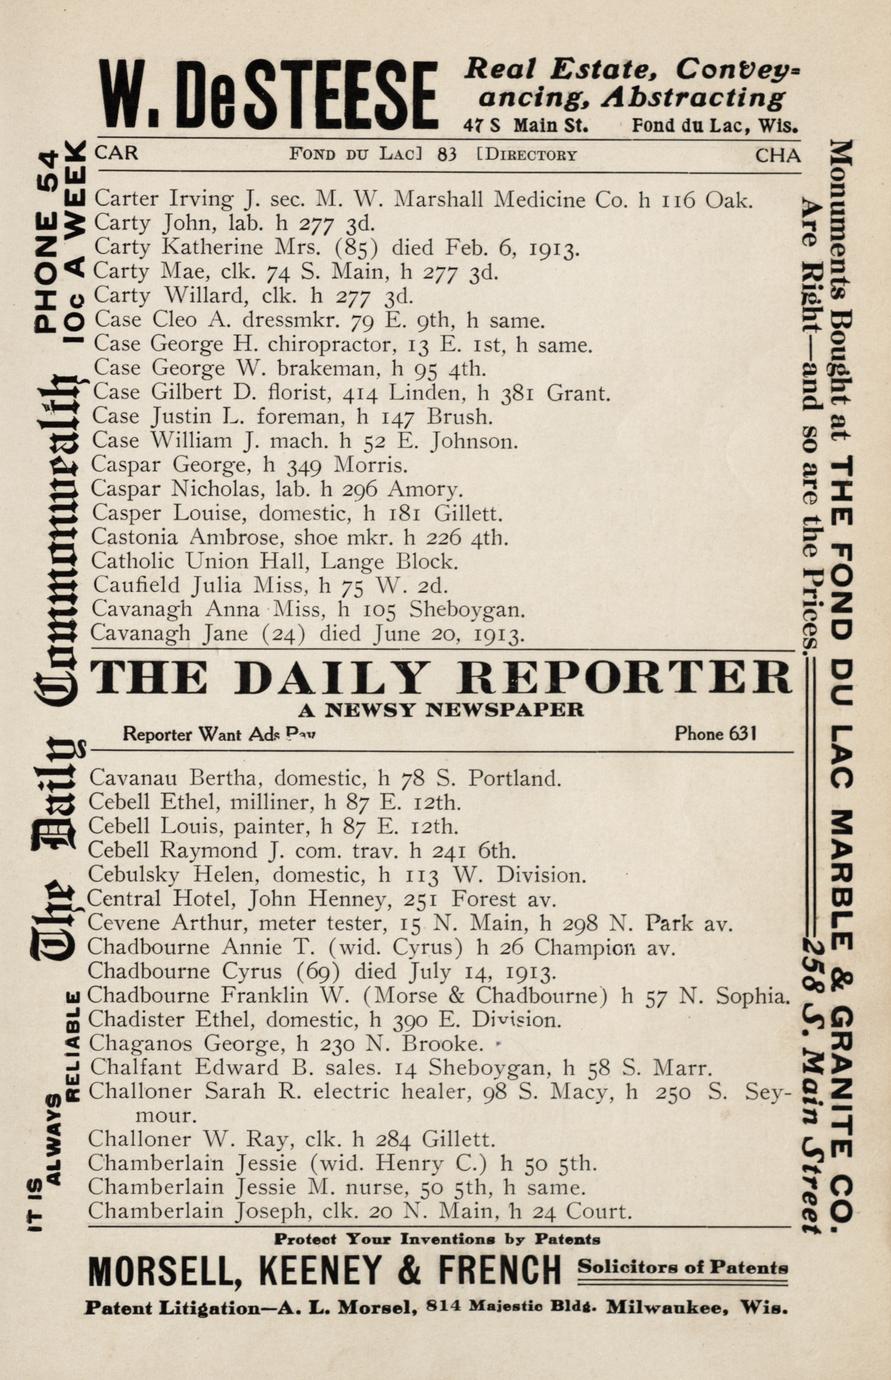 W. DeSTEESE
Real Estate, Convey=
ancing, Abstracting
47 S Main St. Fond du Lac, Wis.
CAR FOND DU LAC] 83 [DIRECTORY CHA
Carter Irving J. sec. M. W. Marshall Medicine Co. h 116 Oak.
Carty John, lab. h 277 3d.
Carty Katherine Mrs. (85) died Feb. 6, 1913.
Carty Mae, clk. 74 S. Main, h 277 3d.
Carty Willard, clk. h 277 3d.
Case Cleo A. dressmkr. 79 E. 9th, h same.
Case George H. chiropractor, 13 E. 1st, h same.
Case George W. brakeman, h 95 4th.
Case Gilbert D. florist, 414 Linden, h 381 Grant.
Case Justin L. foreman, h 147 Brush.
Case William J. mach. h 52 E. Johnson.
Caspar George, h 349 Morris.
Caspar Nicholas, lab. h 296 Amory.
Casper Louise, domestic, h 181 Gillett.
Castonia Ambrose, shoe mkr. h 226 4th.
Catholic Union Hall, Lange Block.
Caufield Julia Miss, h 75 W. 2d.
Cavanagh Anna Miss, h 105 Sheboygan.
Cavanagh Jane (24) died June 20, 1913.
THE DAILY REPORTER
A NEWSY NEWSPAPER
Reporter Want Ads Pay Phone 631
Cavanau Bertha, domestic, h 78 S. Portland.
Cebell Ethel, milliner, h 87 E. 12th.
Cebell Louis, painter, h 87 E. 12th.
Cebell Raymond J. com. trav. h 241 6th.
Cebulsky Helen, domestic, h 113 W. Division.
Central Hotel, John Henney, 251 Forest av.
Cevene Arthur, meter tester, 15 N. Main, h 298 N. Park av.
Chadbourne Annie T. (wid. Cyrus) h 26 Champion av.
Chadbourne Cyrus (69) died July 14, 1913.
Chadbourne Franklin W. (Morse & Chadbourne) h 57 N. Sophia.
Chadister Ethel, domestic, h 390 E. Division.
Chaganos George, h 230 N. Brooke.
Chalfant Edward B. sales. 14 Sheboygan, h 58 S. Marr.
Challoner Sarah R. electric healer, 98 S. Macy, h 250 S. Sey-
mour.
Challoner W. Ray, clk. h 284 Gillett.
Chamberlain Jessie (wid. Henry C.) h 50 5th.
Chamberlain Jessie M. nurse, 50 5th, h same.
Chamberlain Joseph, clk. 20 N. Main, h 24 Court.
Protect Your Inventions by Patents
MORSELL, KEENEY & FRENCH Solicitors of Patents
Patent Litigation—A. L. Morsel, 814 Majestic Bldg. Milwaukee, Wis.
IT IS
ALWAYS
RELIABLE
The Daily Commonwealth
PHONE 54
10c A WEEK
Monuments Bought at THE FOND DU LAC MARBLE & GRANITE CO.
Are Right—and so are the Prices. 258 S. Main Street